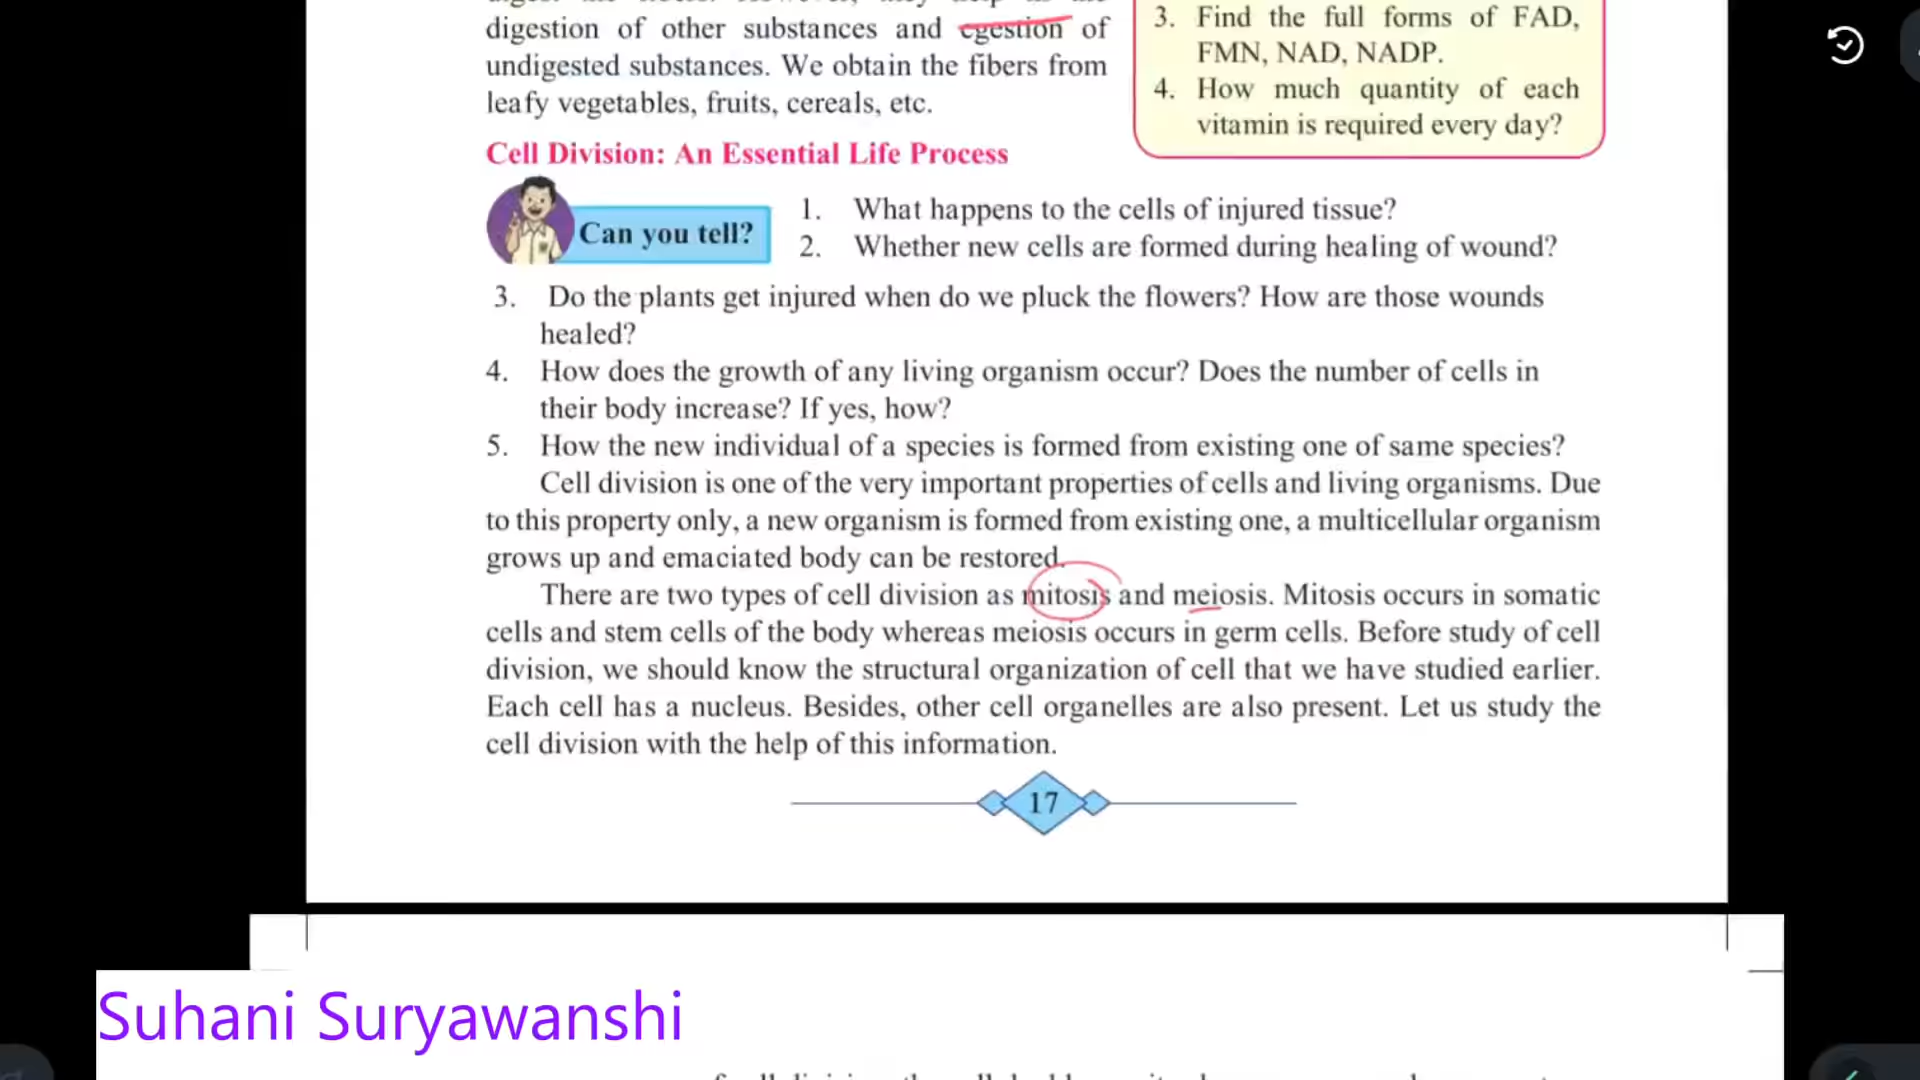 digestion of other substances and egestion of
undigested substances. We obtain the fibers from
leafy vegetables, fruits, cereals, etc.
3. Find the full forms of FAD,
FMN, NAD, NADP.
4. How much quantity of each
vitamin is required every day?
Cell Division: An Essential Life Process
Can you tell?
1. What happens to the cells of injured tissue?
2. Whether new cells are formed during healing of wound?
3. Do the plants get injured when do we pluck the flowers? How are those wounds
healed?
4. How does the growth of any living organism occur? Does the number of cells in
their body increase? If yes, how?
5. How the new individual of a species is formed from existing one of same species?
Cell division is one of the very important properties of cells and living organisms. Due
to this property only, a new organism is formed from existing one, a multicellular organism
grows up and emaciated body can be restored.
There are two types of cell division as mitosis and meiosis. Mitosis occurs in somatic
cells and stem cells of the body whereas meiosis occurs in germ cells. Before study of cell
division, we should know the structural organization of cell that we have studied earlier.
Each cell has a nucleus. Besides, other cell organelles are also present. Let us study the
cell division with the help of this information.
17
Suhani Suryawanshi